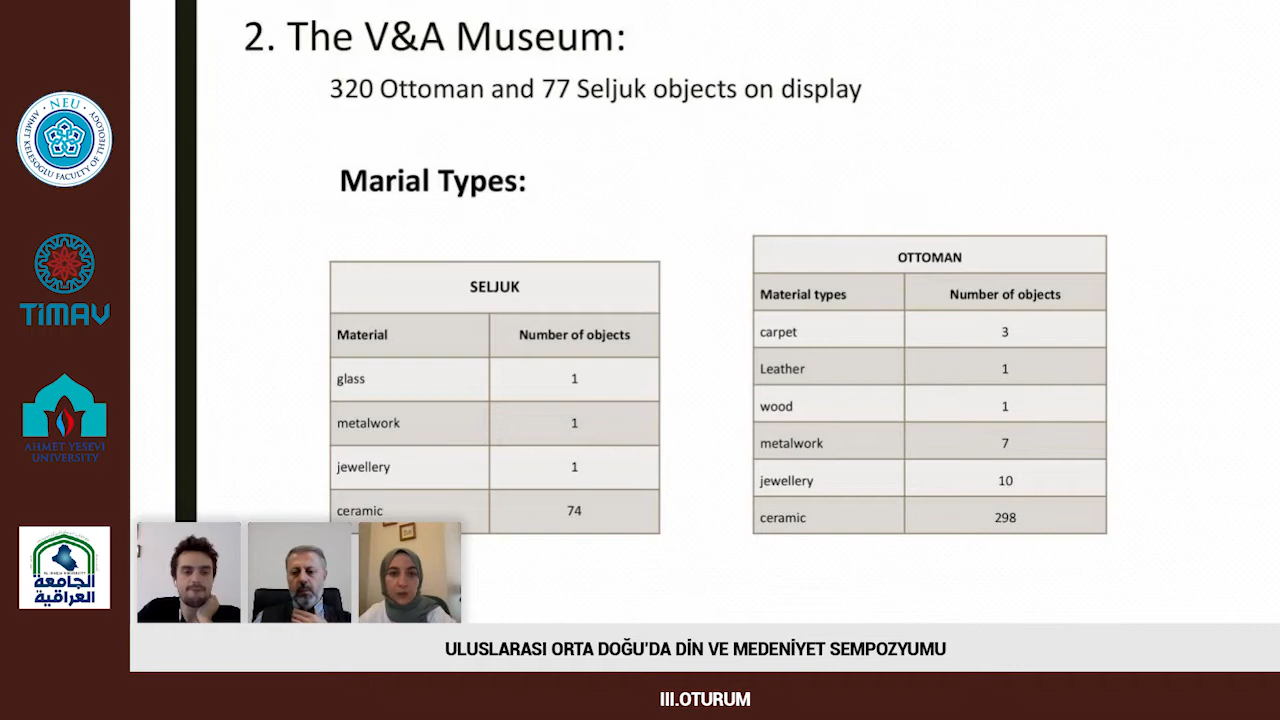 2. The V&A Museum:
320 Ottoman and 77 Seljuk objects on display
Marial Types:
SELJUK
Material Number of objects
glass 1
metalwork 1
jewellery 1
ceramic 74
OTTOMAN
Material types Number of objects
carpet 3
Leather 1
wood 1
metalwork 7
jewellery 10
ceramic 298
· NEU ·
AHMET KELEŞOĞLU FACULTY OF THEOLOGY
TİMAV
AHMET YESEVİ
UNIVERSITY
الجامعة
العراقية
ULUSLARASI ORTA DOĞU'DA DİN VE MEDENİYET SEMPOZYUMU
III.OTURUM